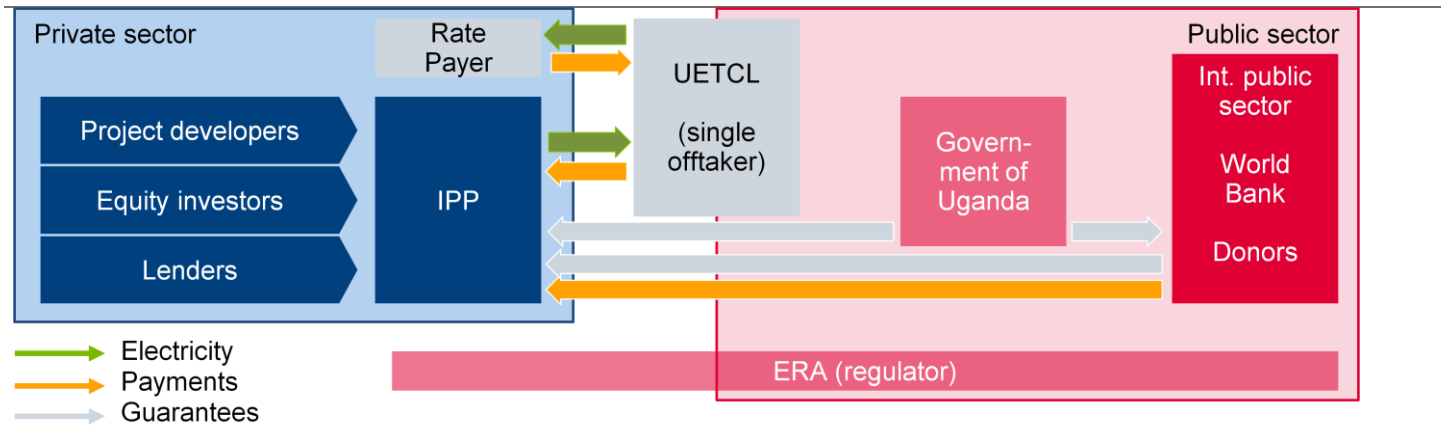 Private sector
Rate
Payer
Project developers
Equity investors
Lenders
IPP
UETCL
(single
offtaker)
Public sector
Govern-
ment of
Uganda
Int. public
sector
World
Bank
Donors
ERA (regulator)
Electricity
Payments
Guarantees